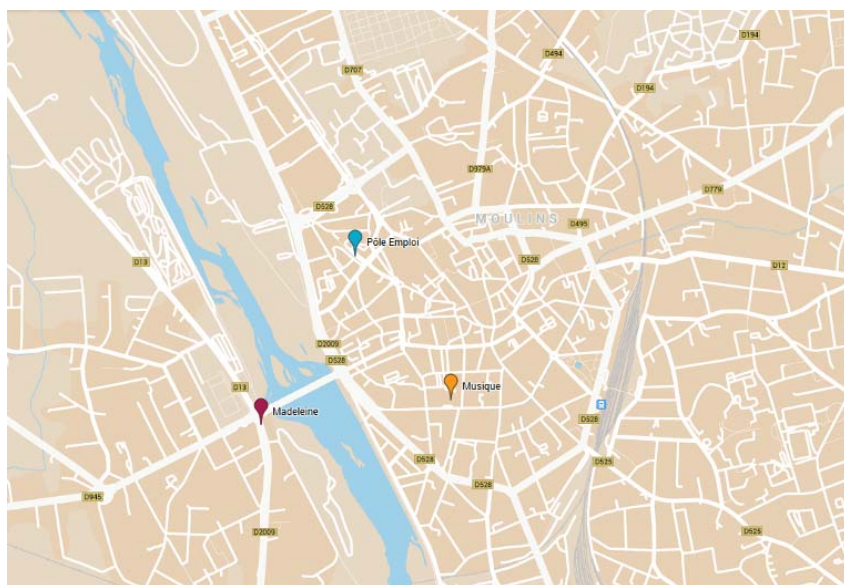 D194
D494
D707
D194
D979A
D779
D528
MOULINS
D495
Pôle Emploi
D528
D13
D12
D2009
D528
D13
Musique
Madeleine
D528
D528
D525
D528
D945
D2009
D525